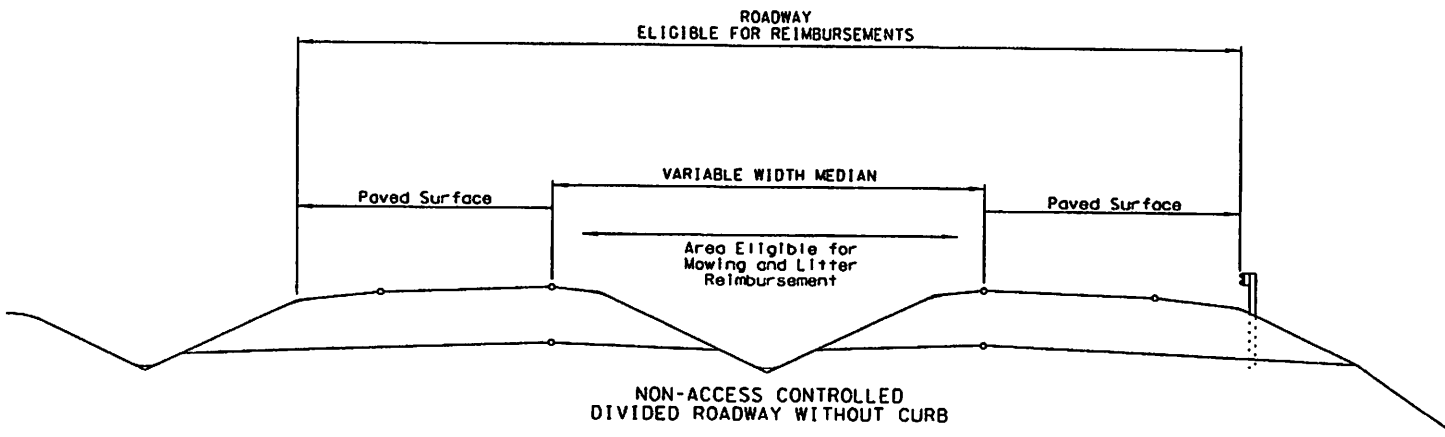 ROADWAY
ELIGIBLE FOR REIMBURSEMENTS
VARIABLE WIDTH MEDIAN
Paved Surface
Paved Surface
Area Eligible for
Mowing and Litter
Reimbursement
NON-ACCESS CONTROLLED
DIVIDED ROADWAY WITHOUT CURB